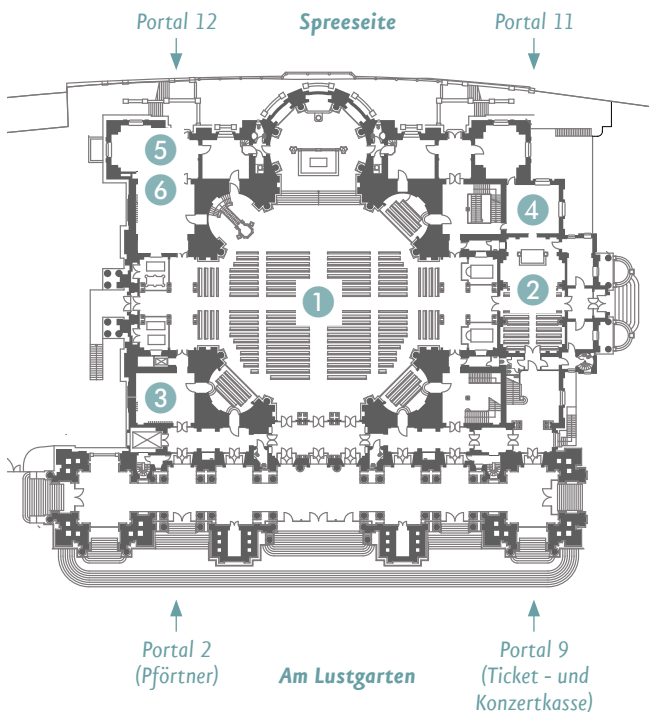 Portal 12
Spreeseite
Portal 11
5
6
4
2
1
3
Portal 2
(Pförtner)
Am Lustgarten
Portal 9
(Ticket - und
Konzertkasse)